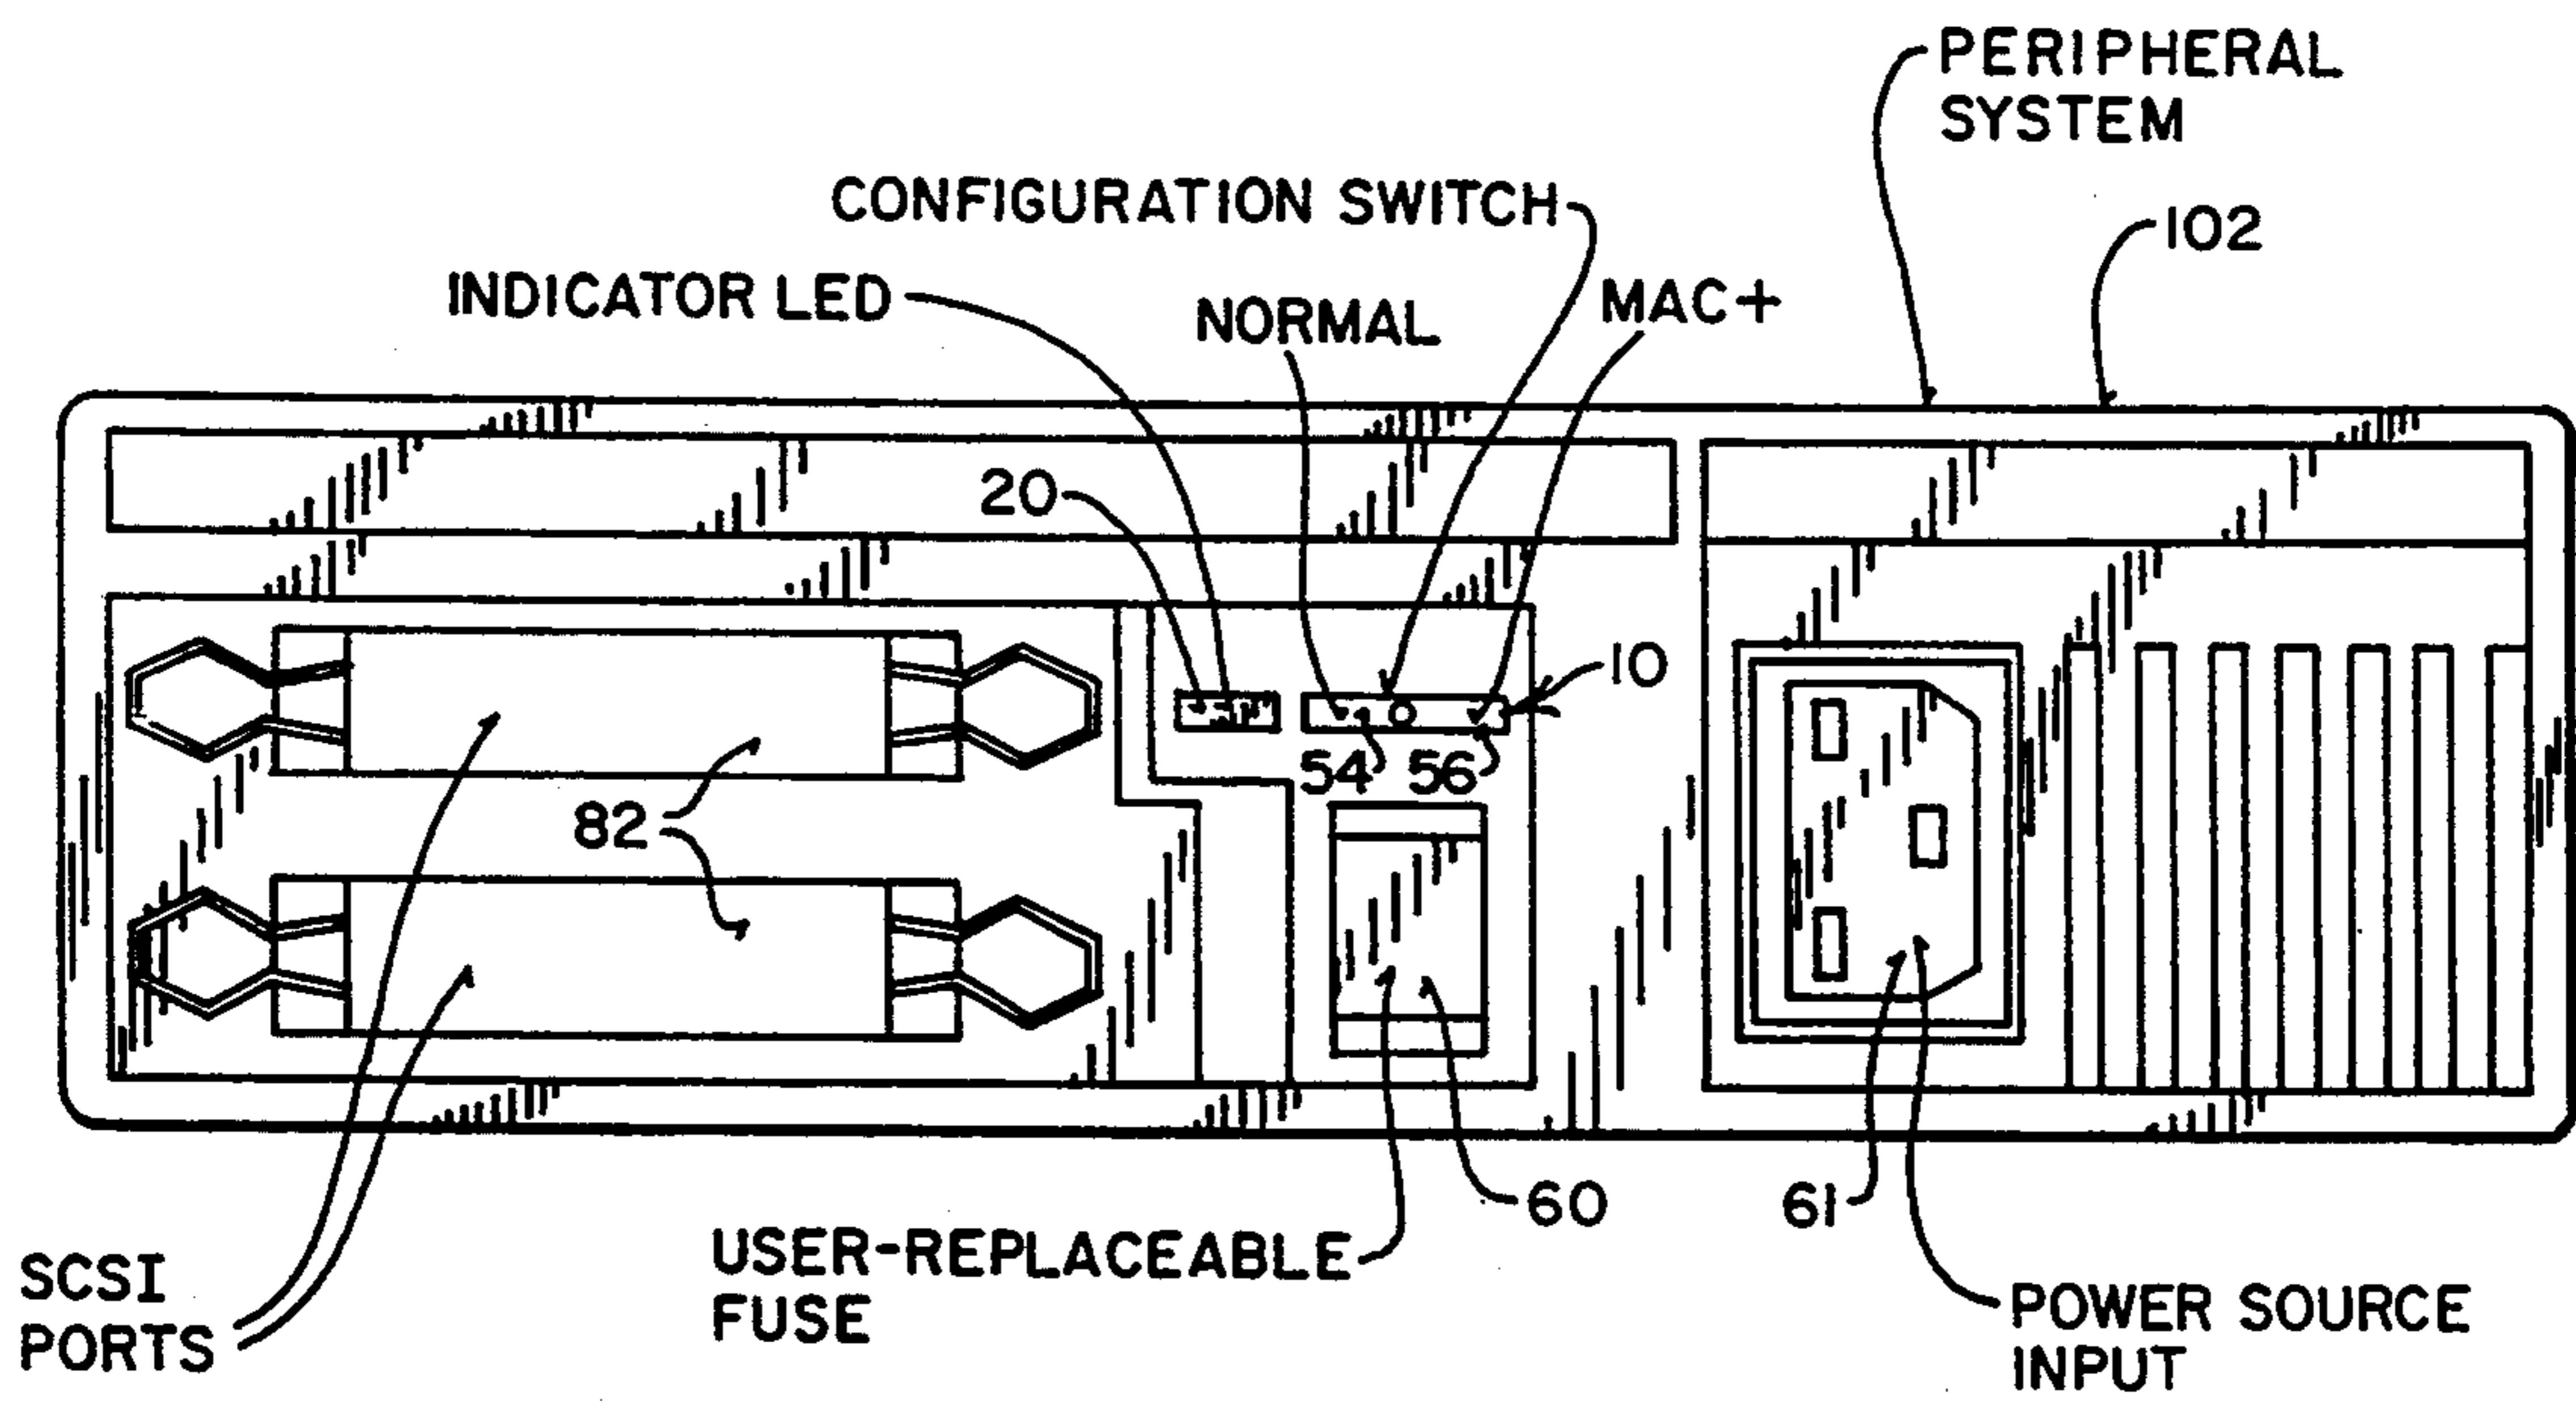 PERIPHERAL
SYSTEM
102
CONFIGURATION SWITCH
INDICATOR LED
NORMAL
MAC+
20
10
54 56
82
60
61
USER-REPLACEABLE
FUSE
SCSI
PORTS
POWER SOURCE
INPUT